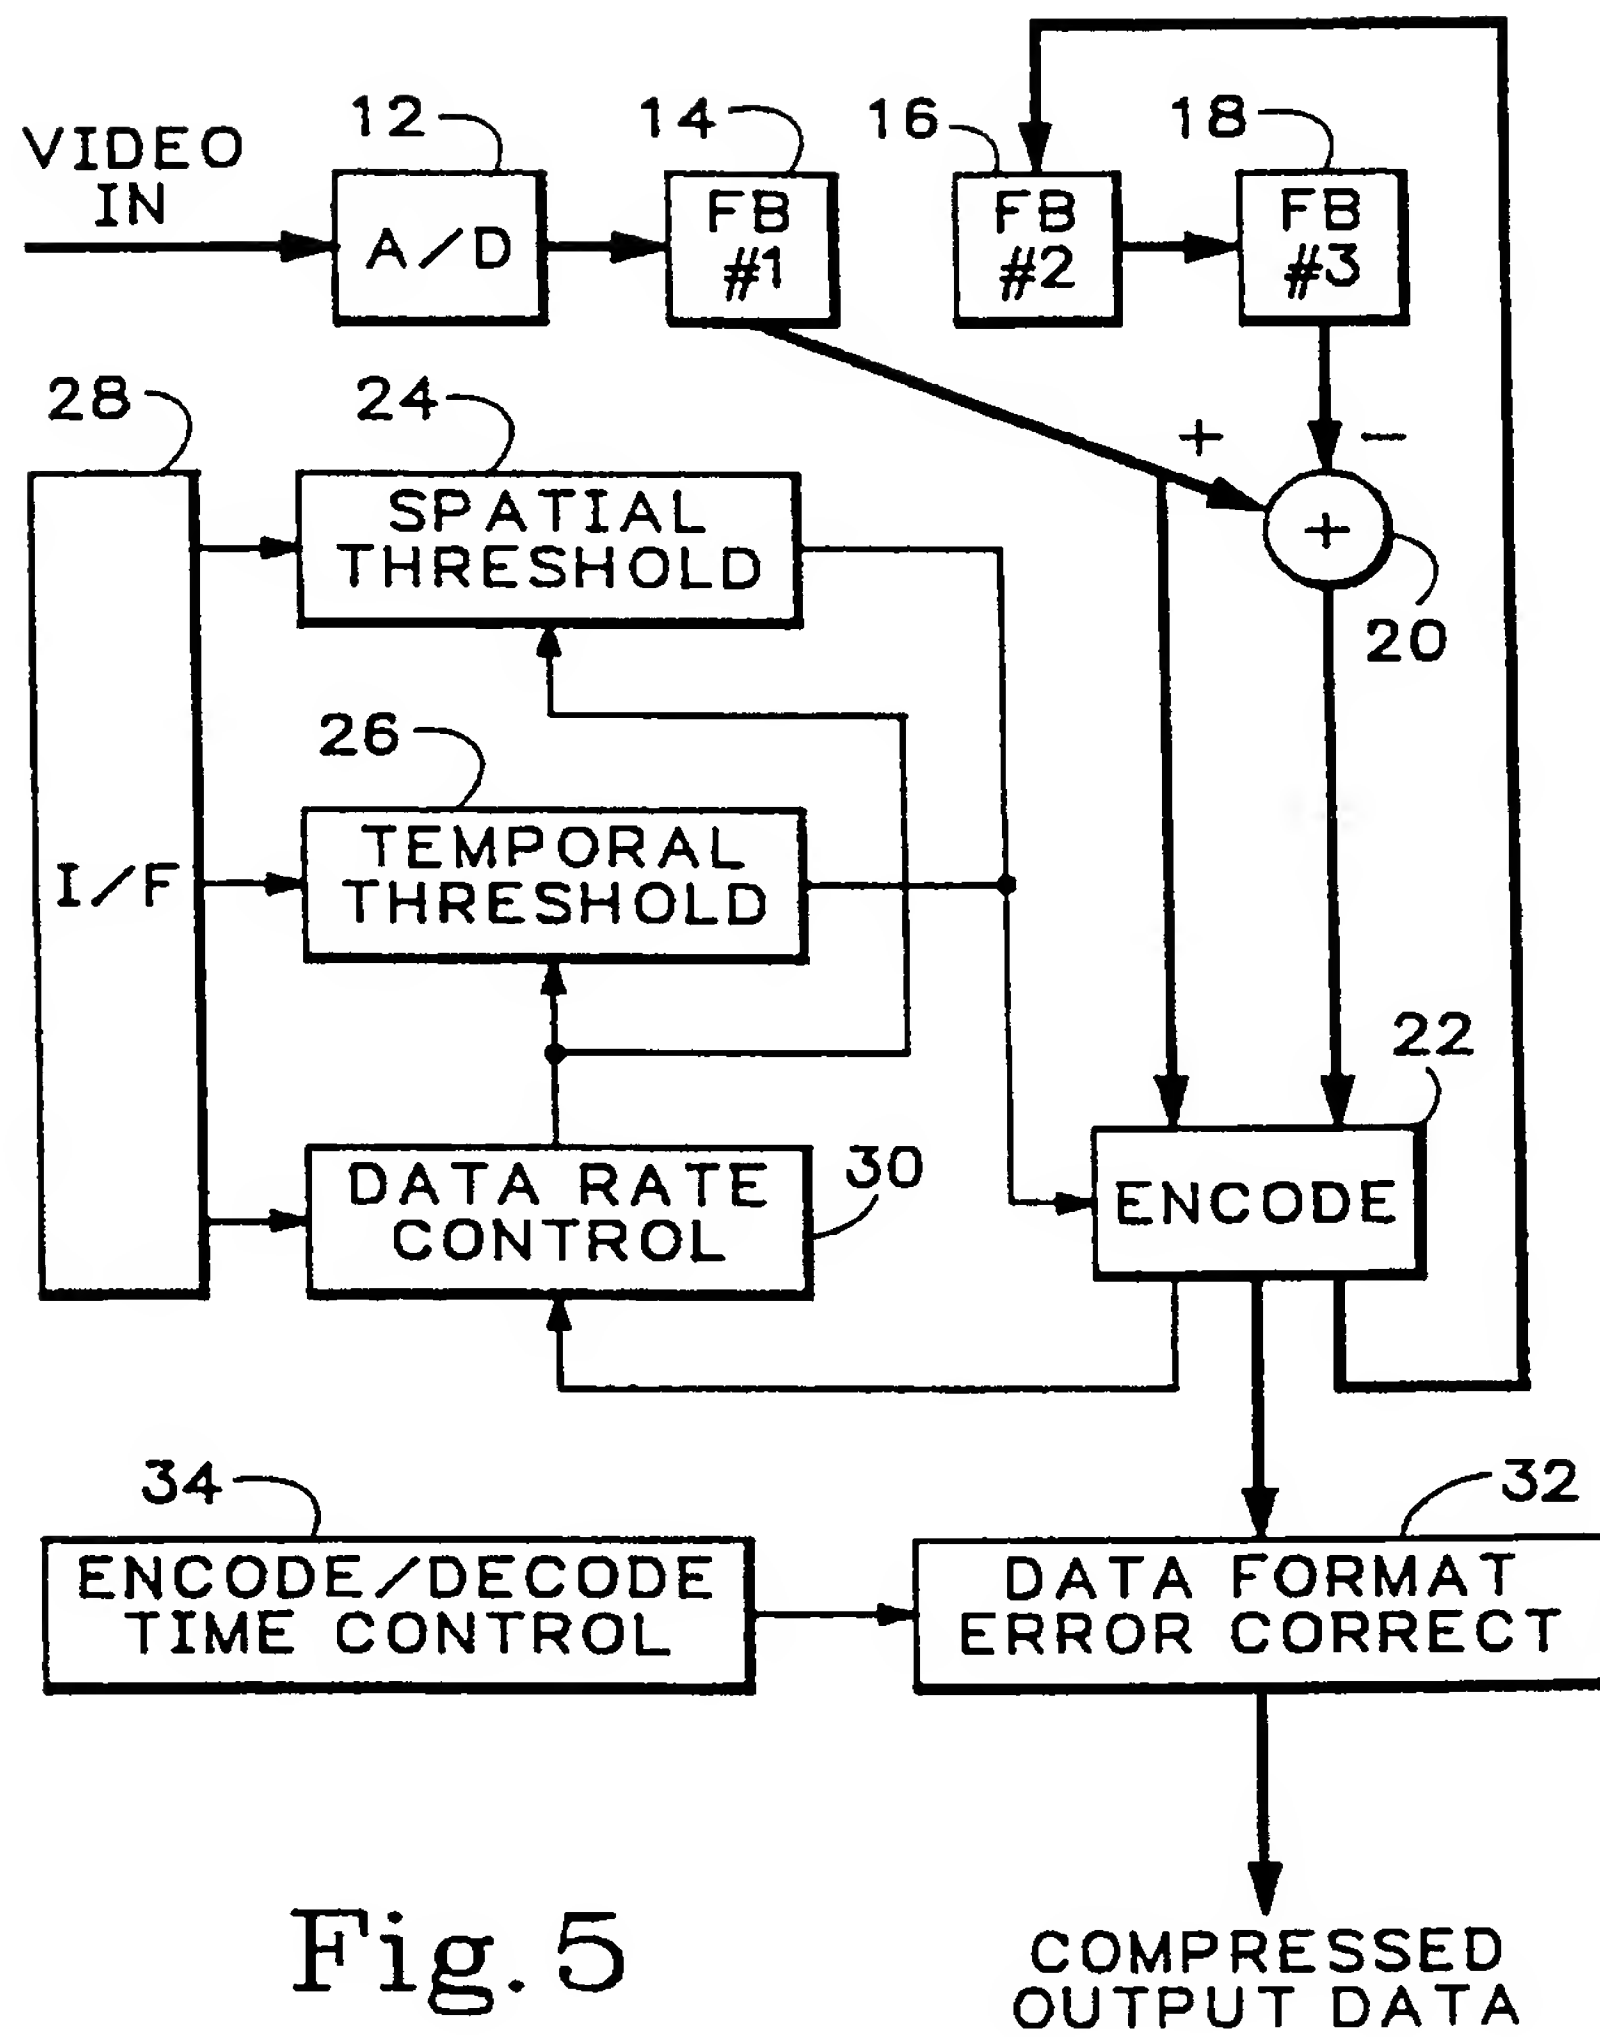 12
14
16
18
VIDEO
IN
A/D
FB
#1
FB
#2
FB
#3
28
24
+
−
SPATIAL
THRESHOLD
+
20
26
TEMPORAL
THRESHOLD
I/F
22
DATA RATE
CONTROL
30
ENCODE
34
32
ENCODE/DECODE
TIME CONTROL
DATA FORMAT
ERROR CORRECT
Fig. 5
COMPRESSED
OUTPUT DATA